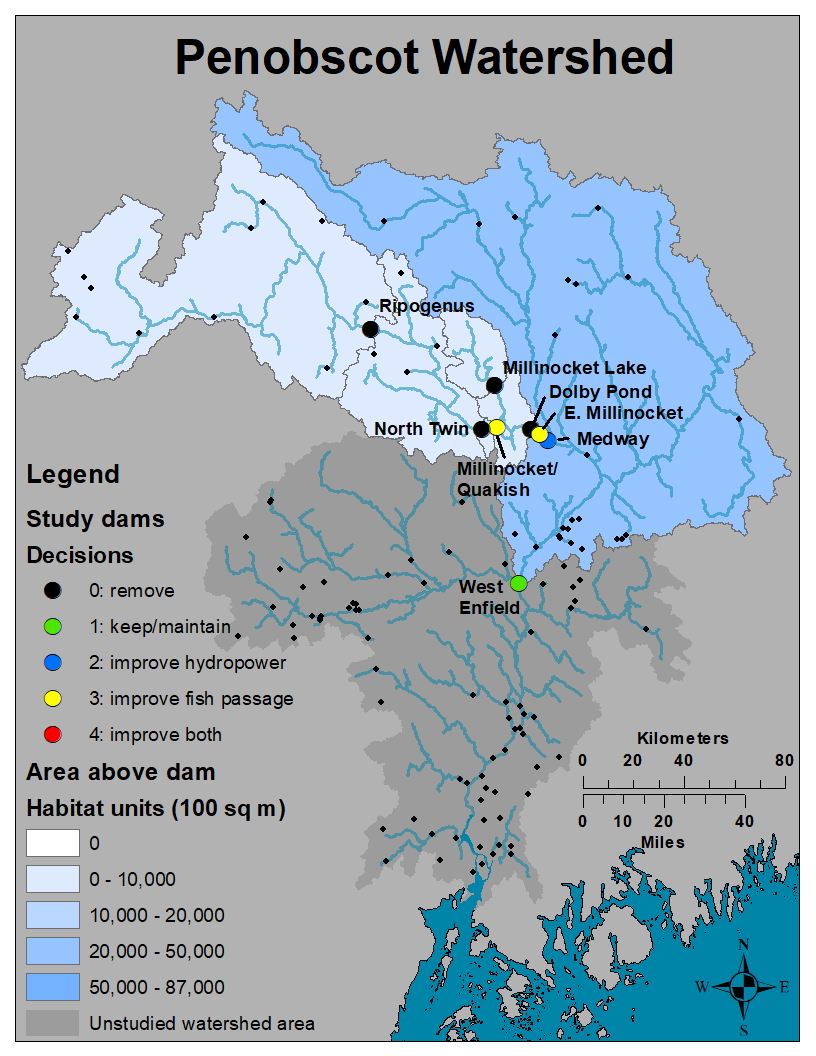 Penobscot Watershed
Ripogenus
Millinocket Lake
Dolby Pond
E. Millinocket
North Twin
Medway
Millinocket/
Quakish
West
Enfield
Legend
Study dams
Decisions
0: remove
1: keep/maintain
2: improve hydropower
3: improve fish passage
4: improve both
Area above dam
Habitat units (100 sq m)
0
0 - 10,000
10,000 - 20,000
20,000 - 50,000
50,000 - 87,000
Unstudied watershed area
Kilometers
0 20 40 80
0 10 20 40
Miles
N
W E
S